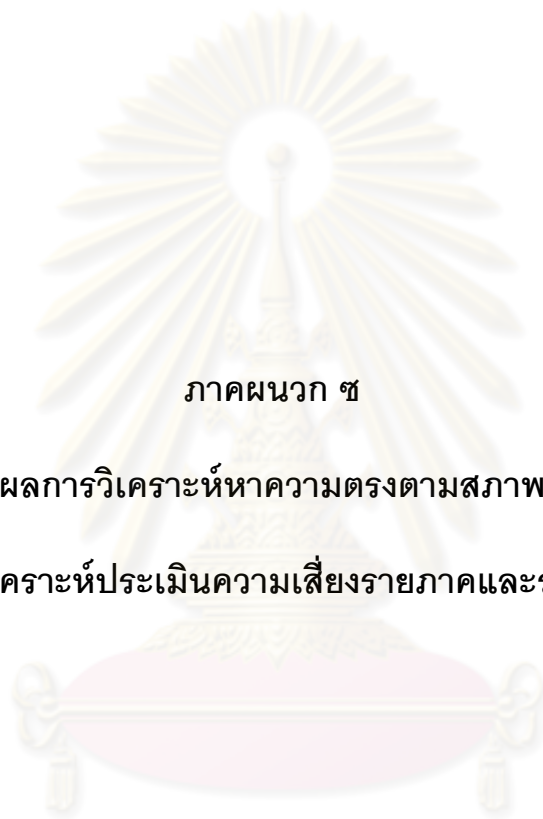 ภาคผนวก ซ
ผลการวิเคราะห์หาความตรงตามสภาพ
คราะห์ประเมินความเสี่ยงรายภาคและร